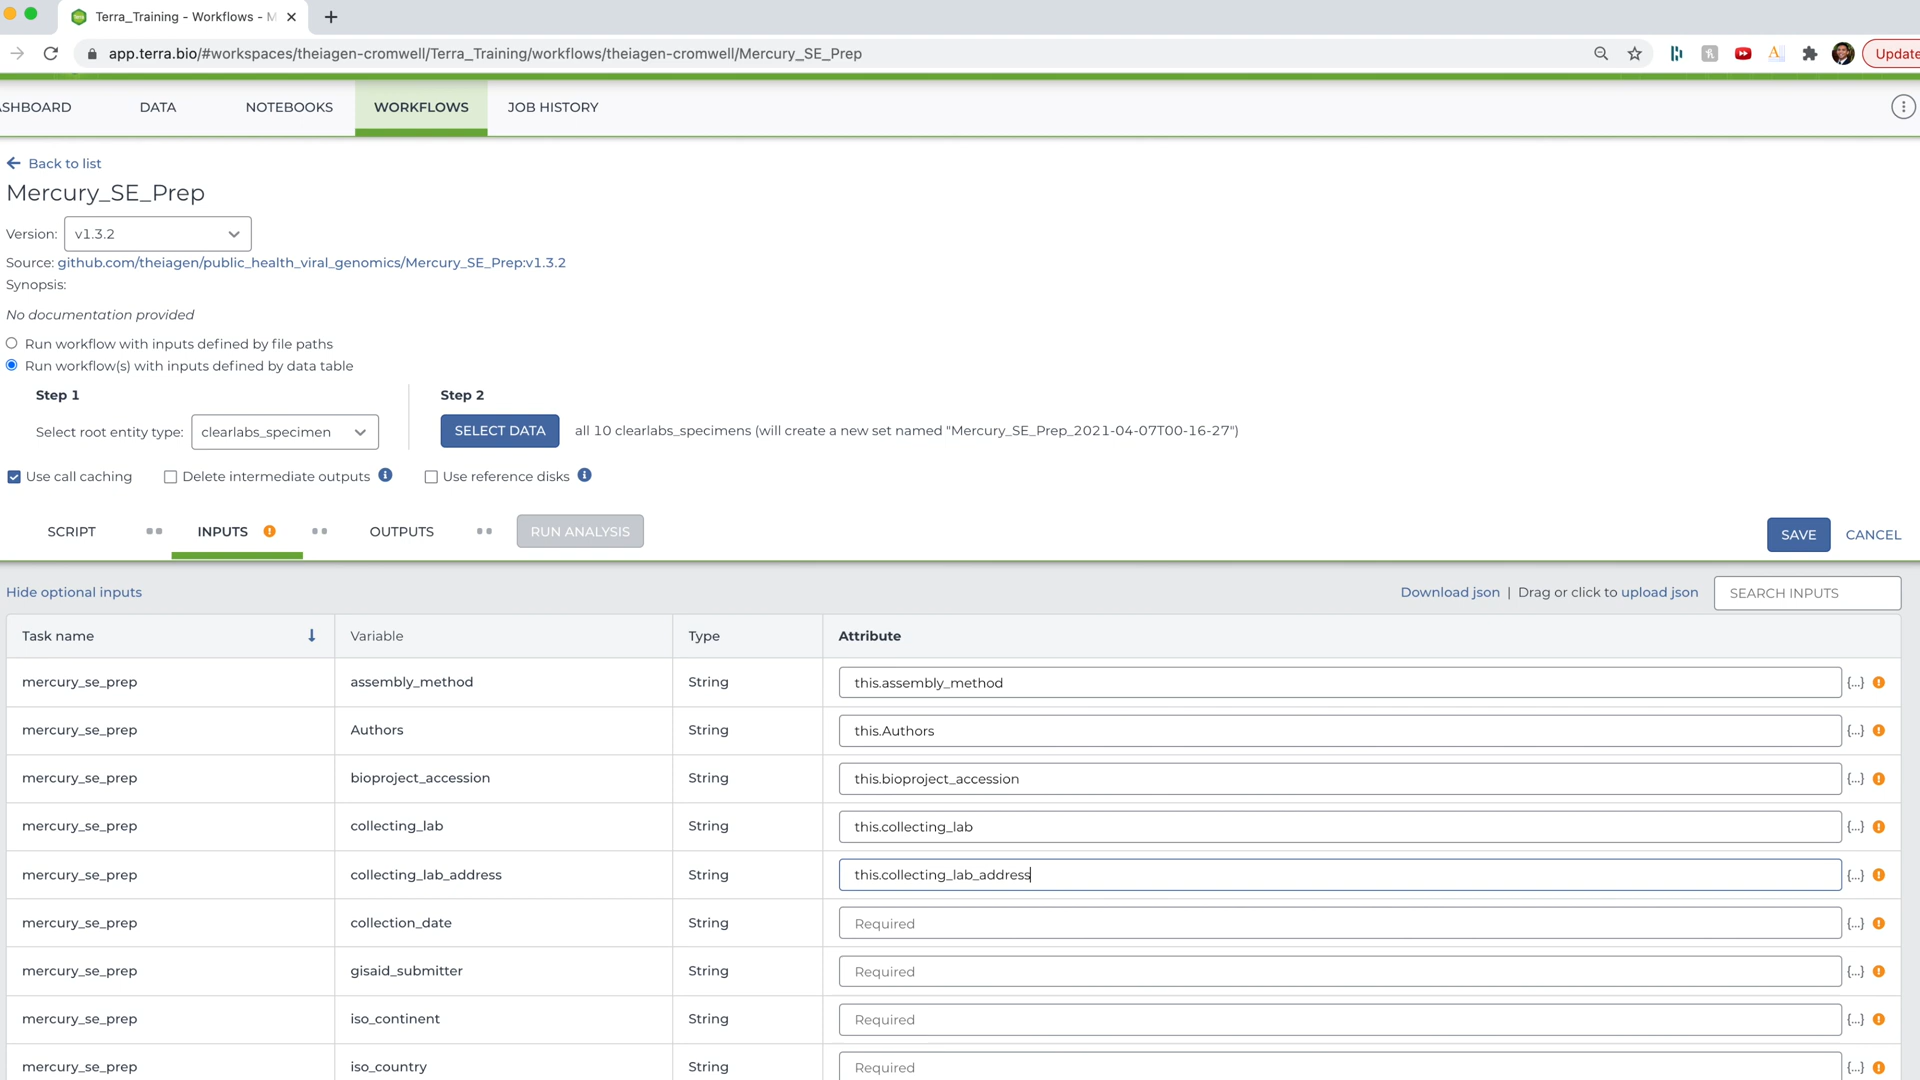 Terra_Training - Workflows - M
app.terra.bio/#workspaces/theiagen-cromwell/Terra_Training/workflows/theiagen-cromwell/Mercury_SE_Prep
Update
ASHBOARD DATA NOTEBOOKS WORKFLOWS JOB HISTORY
Back to list
Mercury_SE_Prep
Version: v1.3.2
Source: github.com/theiagen/public_health_viral_genomics/Mercury_SE_Prep:v1.3.2
Synopsis:
No documentation provided
Run workflow with inputs defined by file paths
Run workflow(s) with inputs defined by data table
Step 1 Step 2
Select root entity type: clearlabs_specimen SELECT DATA all 10 clearlabs_specimens (will create a new set named "Mercury_SE_Prep_2021-04-07T00-16-27")
Use call caching Delete intermediate outputs Use reference disks
SCRIPT INPUTS OUTPUTS RUN ANALYSIS SAVE CANCEL
Hide optional inputs Download json | Drag or click to upload json SEARCH INPUTS
Task name Variable Type Attribute
mercury_se_prep assembly_method String this.assembly_method {...}
mercury_se_prep Authors String this.Authors {...}
mercury_se_prep bioproject_accession String this.bioproject_accession {...}
mercury_se_prep collecting_lab String this.collecting_lab {...}
mercury_se_prep collecting_lab_address String this.collecting_lab_address {...}
mercury_se_prep collection_date String Required {...}
mercury_se_prep gisaid_submitter String Required {...}
mercury_se_prep iso_continent String Required {...}
mercury_se_prep iso_country String Required {...}